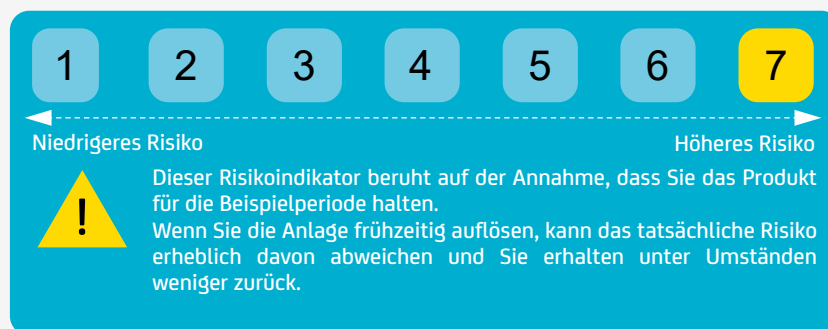 1 2 3 4 5 6 7
Niedrigeres Risiko Höheres Risiko
!
Dieser Risikoindikator beruht auf der Annahme, dass Sie das Produkt
für die Beispielperiode halten.
Wenn Sie die Anlage frühzeitig auflösen, kann das tatsächliche Risiko
erheblich davon abweichen und Sie erhalten unter Umständen
weniger zurück.